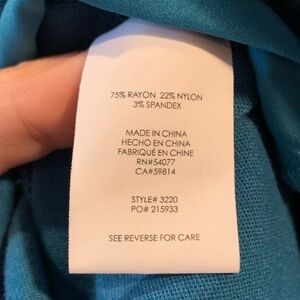 75% RAYON 22% NYLON
3% SPANDEX
MADE IN CHINA
HECHO EN CHINA
FABRIQUÉ EN CHINE
RN#54077
CA#59814
STYLE# 3220
PO# 215933
SEE REVERSE FOR CARE